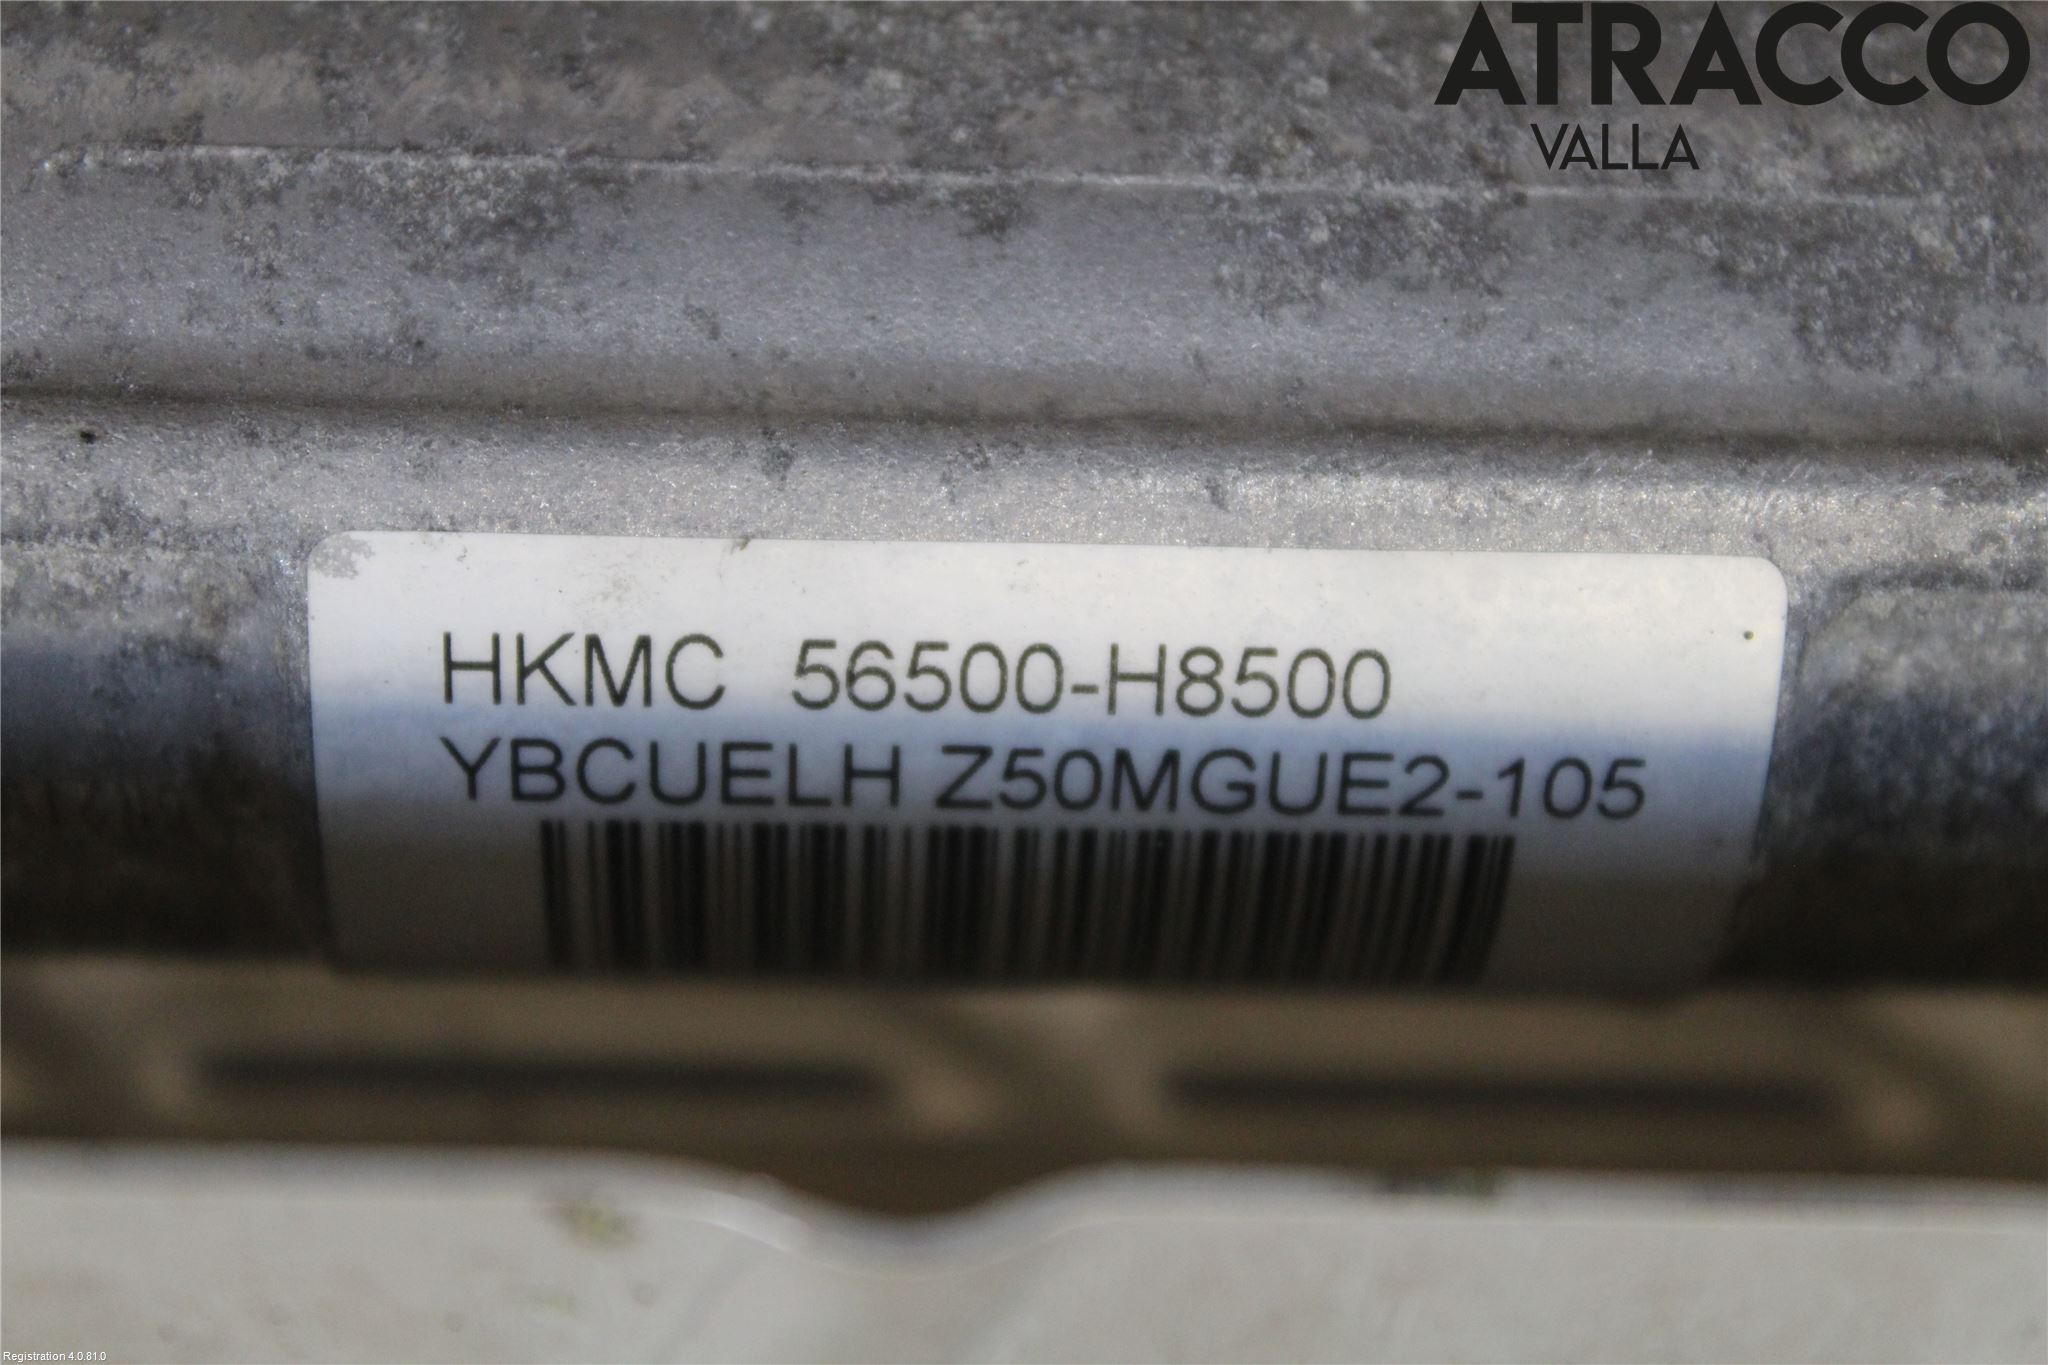 ATRACCO
VALLA
HKMC 56500-H8500
YBCUELH Z50MGUE2-105
Registration 4.0.81.0